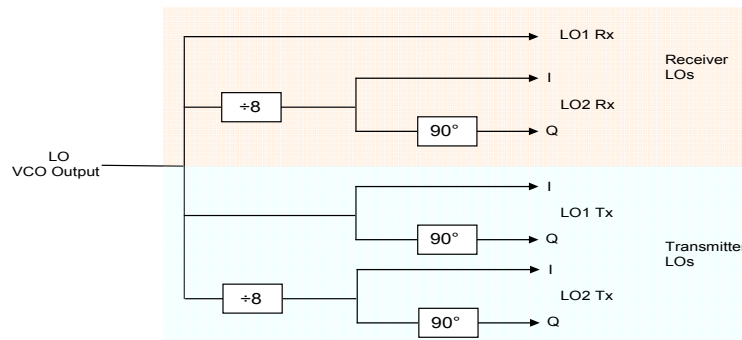 LO1 Rx
Receiver
LOs
I
÷8
LO2 Rx
90°
Q
LO
VCO Output
I
LO1 Tx
90°
Q
Transmitter
LOs
I
÷8
LO2 Tx
90°
Q